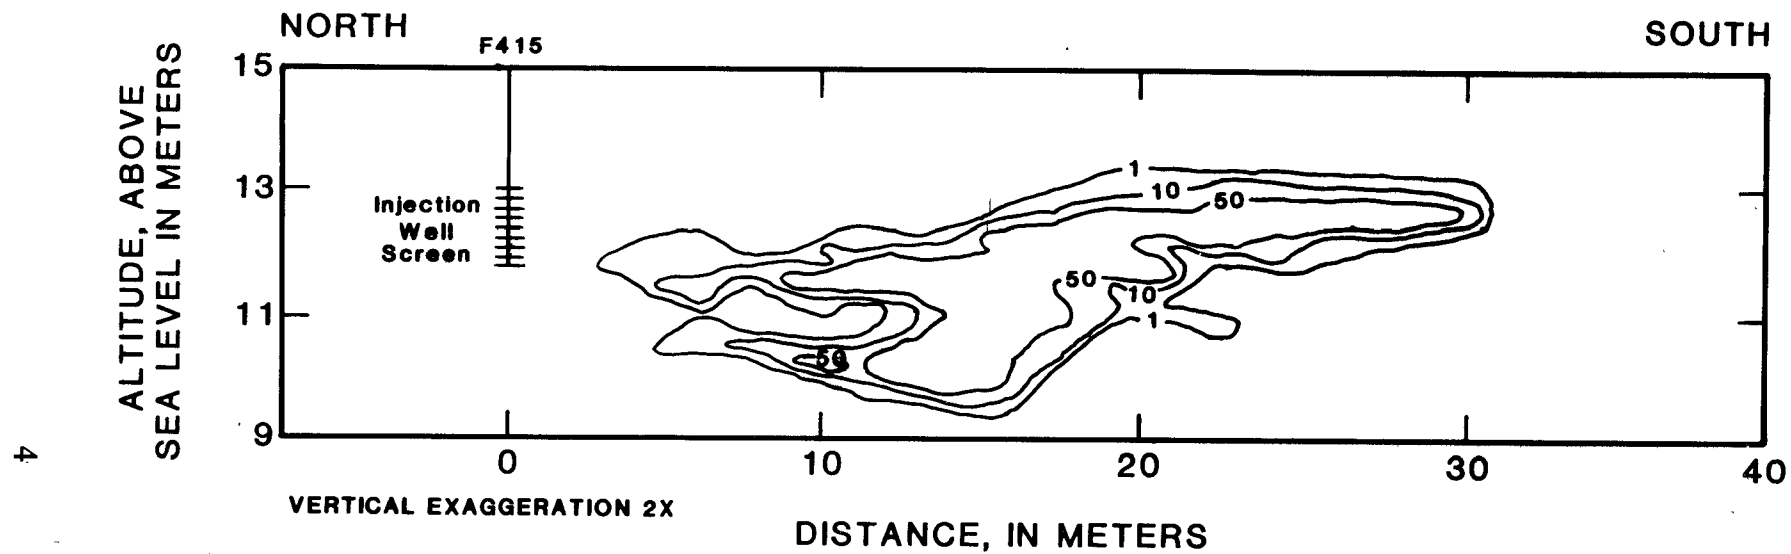 NORTH
SOUTH
F415
ALTITUDE, ABOVE
SEA LEVEL IN METERS
15
13
11
9
Injection
Well
Screen
1
10
50
50
10
1
50
0
10
20
30
40
VERTICAL EXAGGERATION 2X
DISTANCE, IN METERS
4